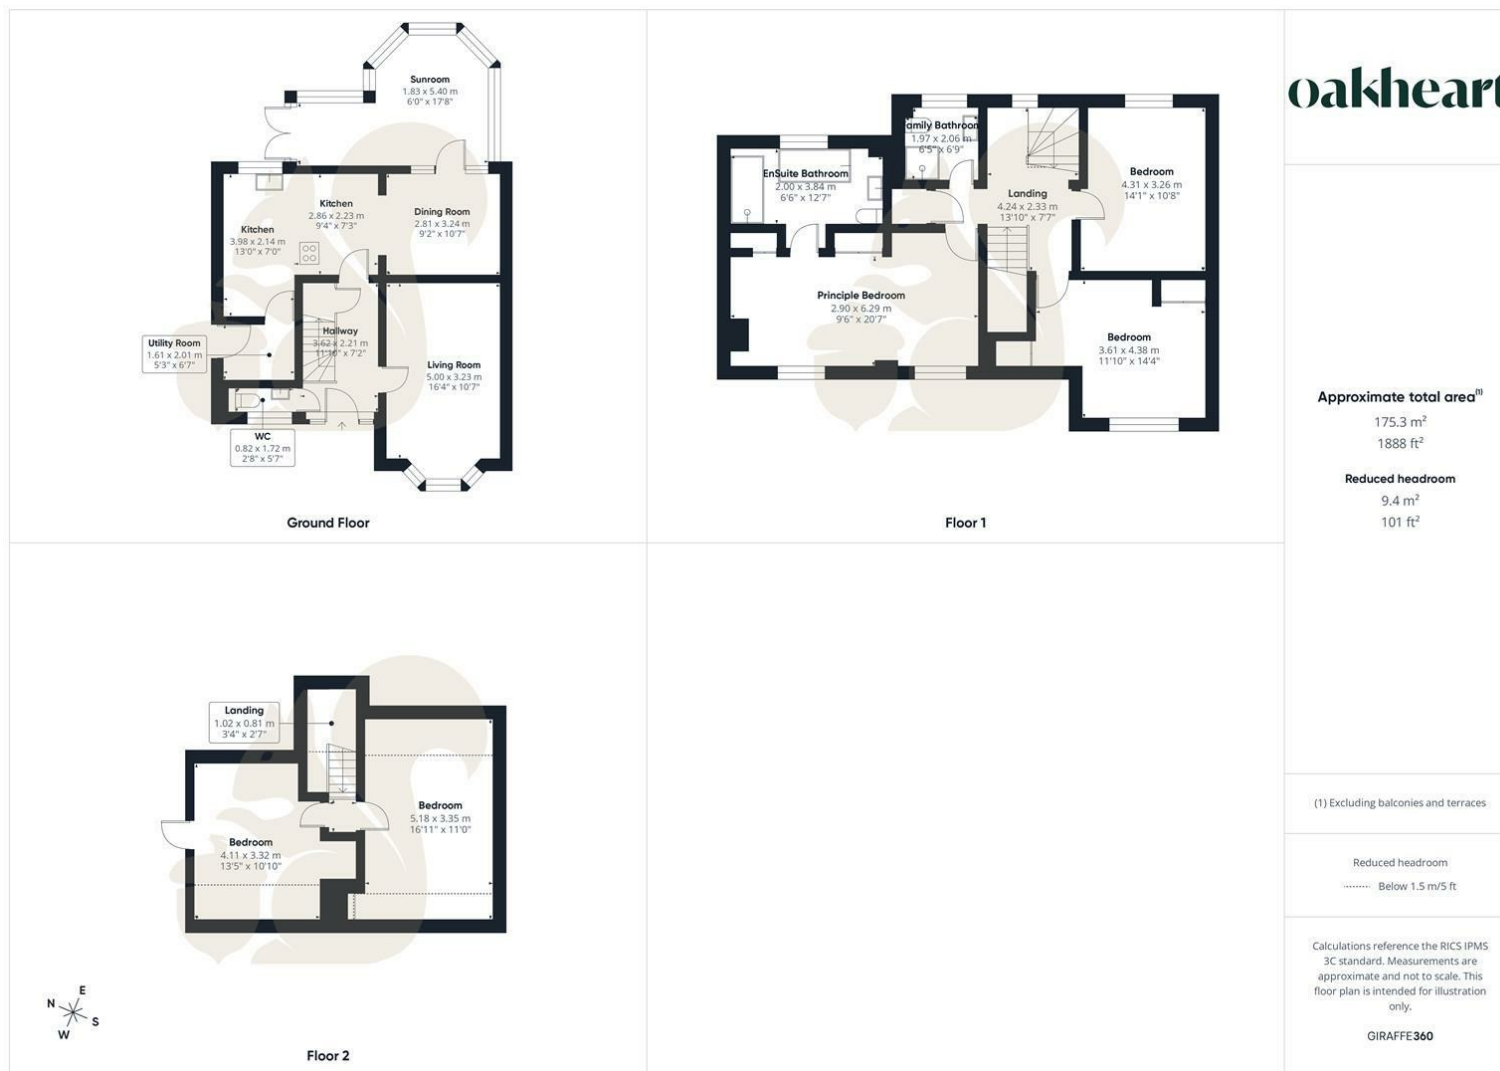 Sunroom
1.83 x 5.40 m
6'0" x 17'8"
Kitchen
2.86 x 2.23 m
9'4" x 7'3"
Dining Room
2.81 x 3.24 m
9'2" x 10'7"
Kitchen
3.98 x 2.14 m
13'0" x 7'0"
Hallway
3.62 x 2.21 m
11'10" x 7'2"
Utility Room
1.61 x 2.01 m
5'3" x 6'7"
Living Room
5.00 x 3.23 m
16'4" x 10'7"
WC
0.82 x 1.72 m
2'8" x 5'7"
Ground Floor
amily Bathroom
1.97 x 2.06 m
6'5" x 6'9"
EnSuite Bathroom
2.00 x 3.84 m
6'6" x 12'7"
Landing
4.24 x 2.33 m
13'10" x 7'7"
Bedroom
4.31 x 3.26 m
14'1" x 10'8"
Principle Bedroom
2.90 x 6.29 m
9'6" x 20'7"
Bedroom
3.61 x 4.38 m
11'10" x 14'4"
Floor 1
Landing
1.02 x 0.81 m
3'4" x 2'7"
Bedroom
5.18 x 3.35 m
16'11" x 11'0"
Bedroom
4.11 x 3.32 m
13'5" x 10'10"
N E S W
Floor 2
oakheart
Approximate total area(1)
175.3 m²
1888 ft²
Reduced headroom
9.4 m²
101 ft²
(1) Excluding balconies and terraces
Reduced headroom
Below 1.5 m/5 ft
Calculations reference the RICS IPMS
3C standard. Measurements are
approximate and not to scale. This
floor plan is intended for illustration
only.
GIRAFFE360